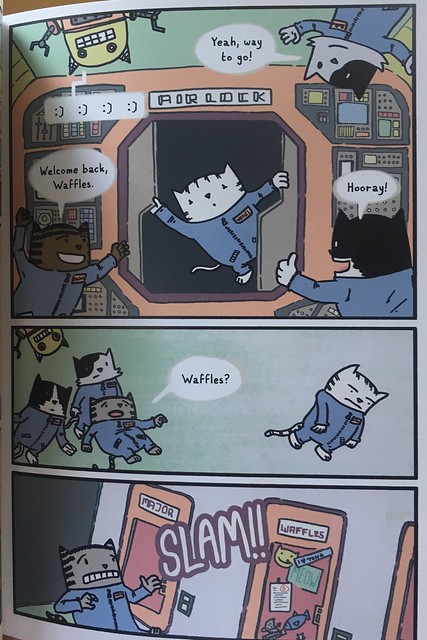 Yeah, way
to go!
:) :) :) :)
AIRLOCK
Welcome back,
Waffles.
Hooray!
Waffles?
MAJOR
SLAM!!
WAFFLES
MEOW